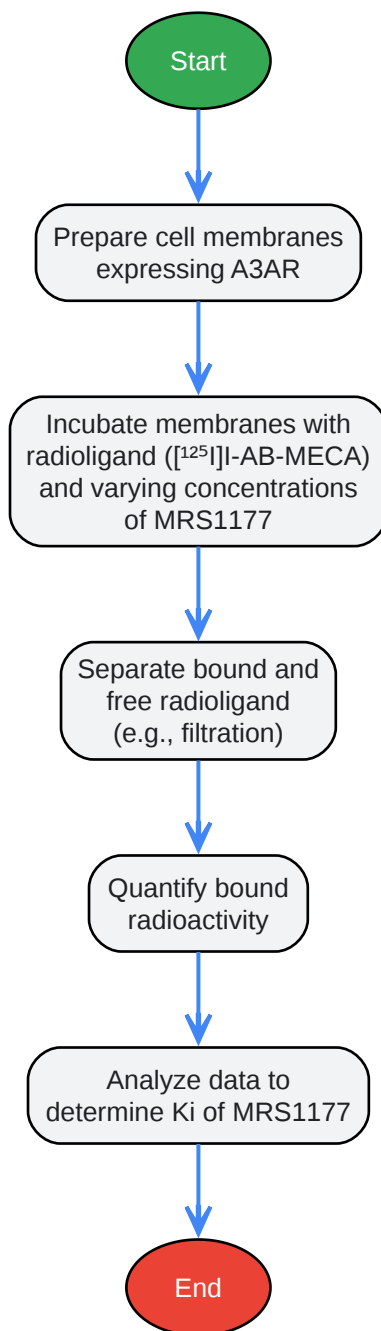 Start
Prepare cell membranes
expressing A3AR
Incubate membranes with
radioligand ([¹²⁵I]I-AB-MECA)
and varying concentrations
of MRS1177
Separate bound and
free radioligand
(e.g., filtration)
Quantify bound
radioactivity
Analyze data to
determine Ki of MRS1177
End